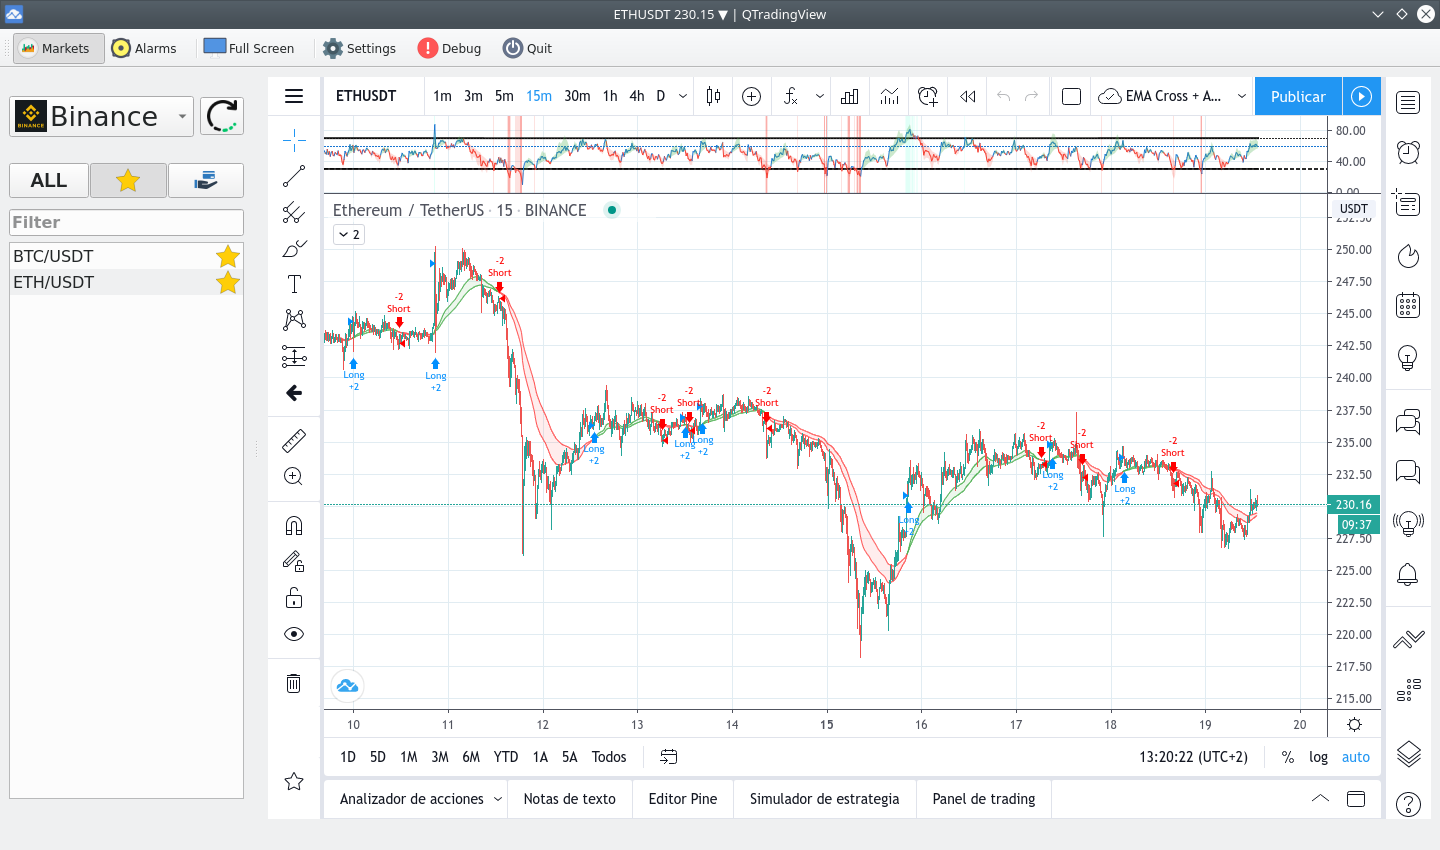 ETHUSDT 230.15 ▼ | QTradingView
Markets Alarms Full Screen Settings Debug Quit
BINANCE
Binance
ALL
Filter
BTC/USDT
ETH/USDT
ETHUSDT 1m 3m 5m 15m 30m 1h 4h D EMA Cross + A... Publicar
80.00
40.00
0.00
Ethereum / TetherUS · 15 · BINANCE
2
USDT
252.50
250.00
247.50
245.00
242.50
240.00
237.50
235.00
232.50
230.16
09:37
227.50
225.00
222.50
220.00
217.50
215.00
Long
+2
-2
Short
Long
+2
-2
Short
Long
+2
-2
Short
Long
+2
-2
Short
Long
+2
-2
Short
Long
+2
-2
Short
Long
+2
-2
Short
Long
+2
-2
Short
10 11 12 13 14 15 16 17 18 19 20
1D 5D 1M 3M 6M YTD 1A 5A Todos
13:20:22 (UTC+2) % log auto
Analizador de acciones Notas de texto Editor Pine Simulador de estrategia Panel de trading